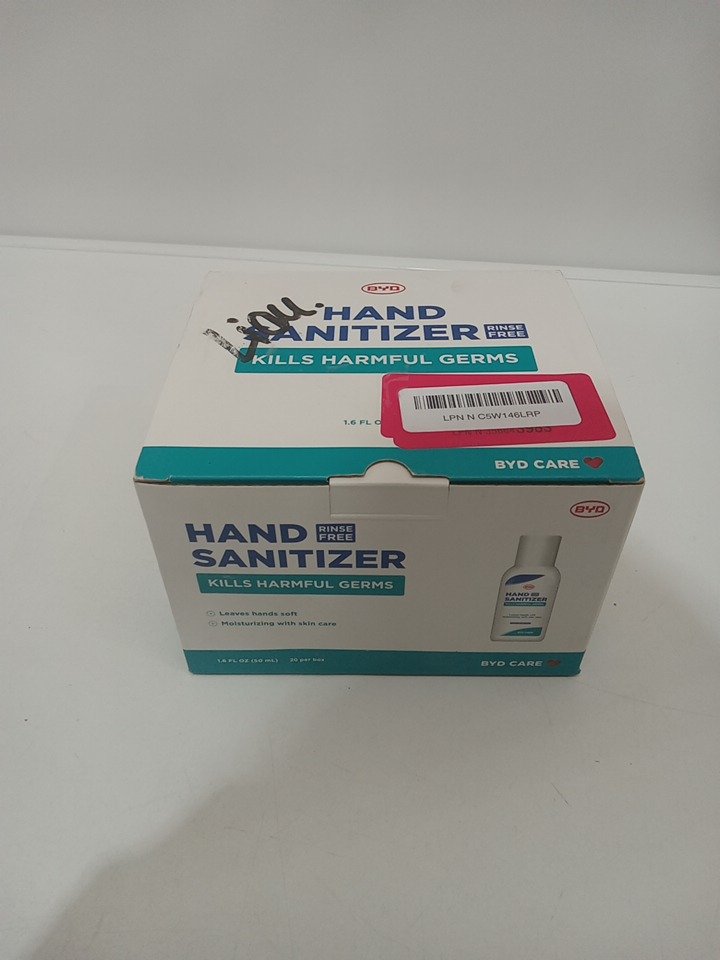 BYD
HAND
SANITIZER RINSE FREE
KILLS HARMFUL GERMS
1.6 FL O
LPN N C5W146LRP
BYD CARE
BYD
HAND RINSE FREE
SANITIZER
KILLS HARMFUL GERMS
Leaves hands soft
Moisturizing with skin care
1.6 FL OZ (50 mL) 20 per box
BYD CARE
HAND
SANITIZER